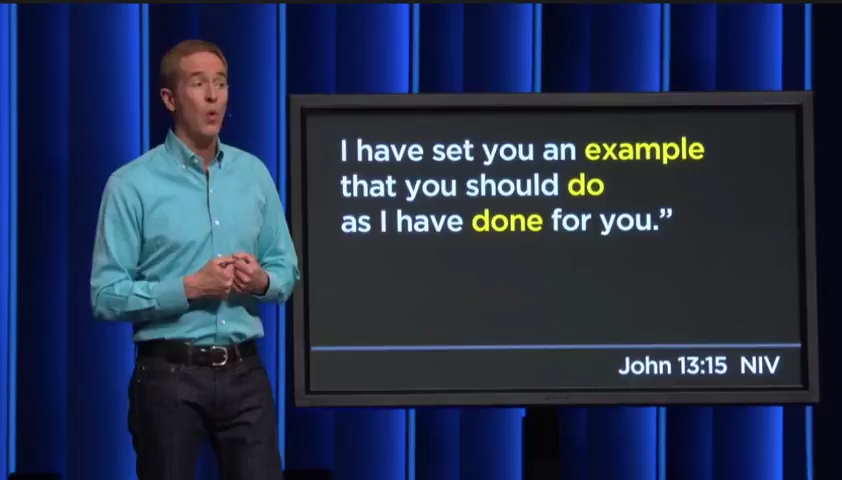 I have set you an example
that you should do
as I have done for you.”
John 13:15 NIV